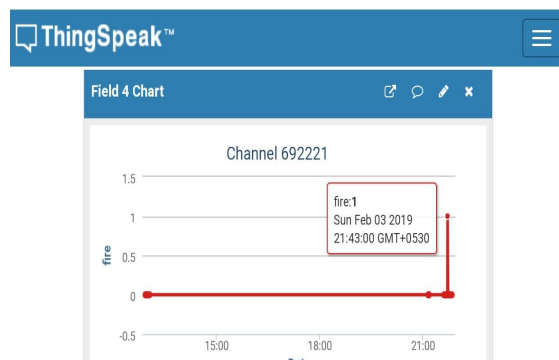 ThingSpeak™
Field 4 Chart
Channel 692221
1.5
fire:1
Sun Feb 03 2019
21:43:00 GMT+0530
1
fire
0.5
0
-0.5
15:00 18:00 21:00